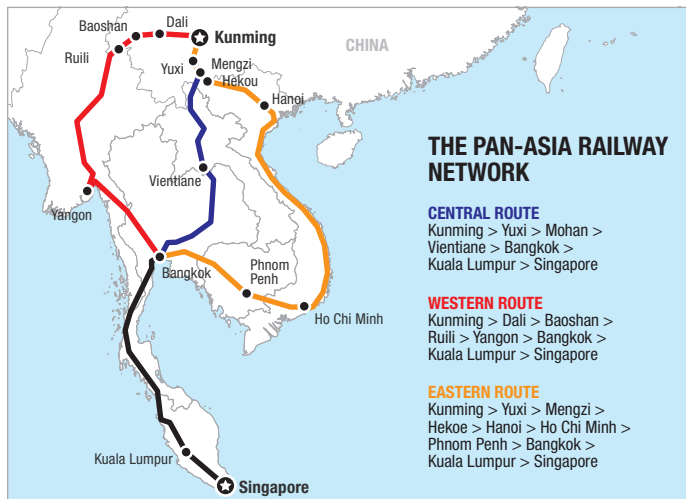 Baoshan
Dali
Kunming
CHINA
Ruili
Yuxi
Mengzi
Hekou
Hanoi
Vientiane
Yangon
Bangkok
Phnom
Penh
Ho Chi Minh
Kuala Lumpur
Singapore
THE PAN-ASIA RAILWAY
NETWORK
CENTRAL ROUTE
Kunming > Yuxi > Mohan >
Vientiane > Bangkok >
Kuala Lumpur > Singapore
WESTERN ROUTE
Kunming > Dali > Baoshan >
Ruili > Yangon > Bangkok >
Kuala Lumpur > Singapore
EASTERN ROUTE
Kunming > Yuxi > Mengzi >
Hekoe > Hanoi > Ho Chi Minh >
Phnom Penh > Bangkok >
Kuala Lumpur > Singapore